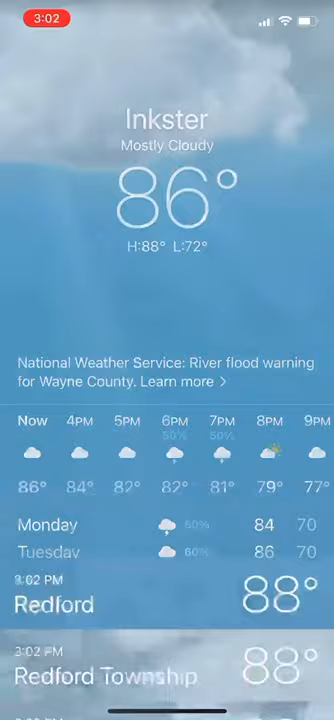 3:02
Inkster
Mostly Cloudy
86°
H:88° L:72°
National Weather Service: River flood warning
for Wayne County. Learn more >
Now 4PM 5PM 6PM 7PM 8PM 9PM
50% 50%
86° 84° 82° 82° 81° 79° 77°
Monday 60% 84 70
Tuesday 60% 86 70
3:02 PM
Redford 88°
3:02 PM
Redford Township 88°